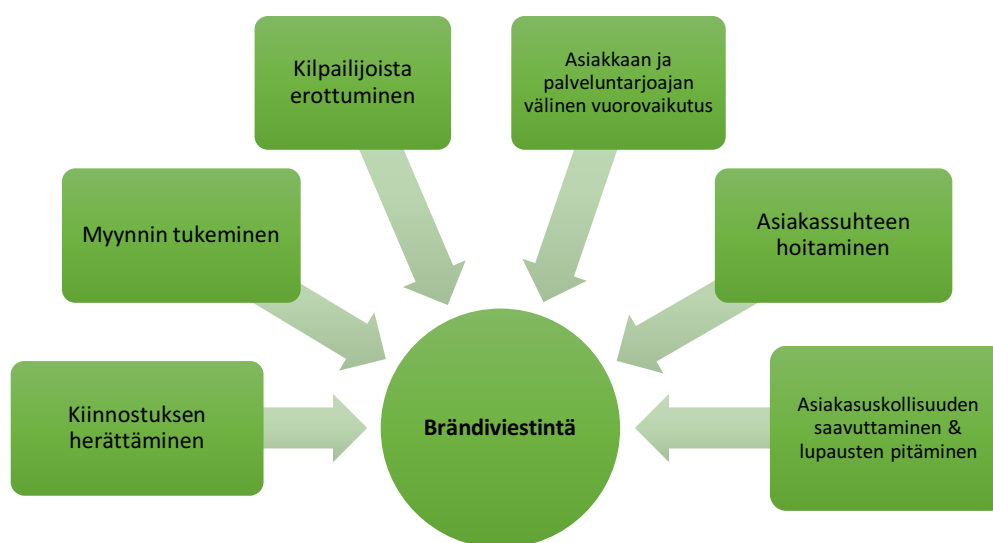 Kilpailijoista
erottuminen
Asiakkaan ja
palveluntarjoajan
välinen vuorovaikutus
Myynnin tukeminen
Asiakassuhteen
hoitaminen
Kiinnostuksen
herättäminen
Brändiviestintä
Asiakasuskollisuuden
saavuttaminen &
lupausten pitäminen